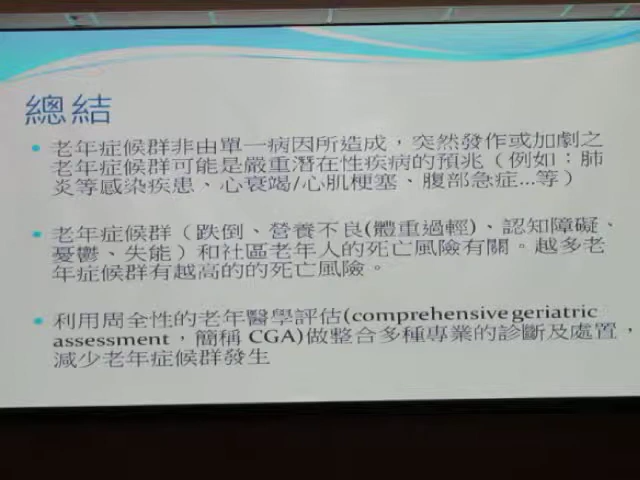 總結
• 老年症候群非由單一病因所造成，突然發作或加劇之
老年症候群可能是嚴重潛在性疾病的預兆（例如：肺
炎等感染疾患、心衰竭/心肌梗塞、腹部急症...等）
• 老年症候群（跌倒、營養不良(體重過輕)、認知障礙、
憂鬱、失能）和社區老年人的死亡風險有關。越多老
年症候群有越高的的死亡風險。
• 利用周全性的老年醫學評估(comprehensive geriatric
assessment，簡稱 CGA)做整合多種專業的診斷及處置，
減少老年症候群發生